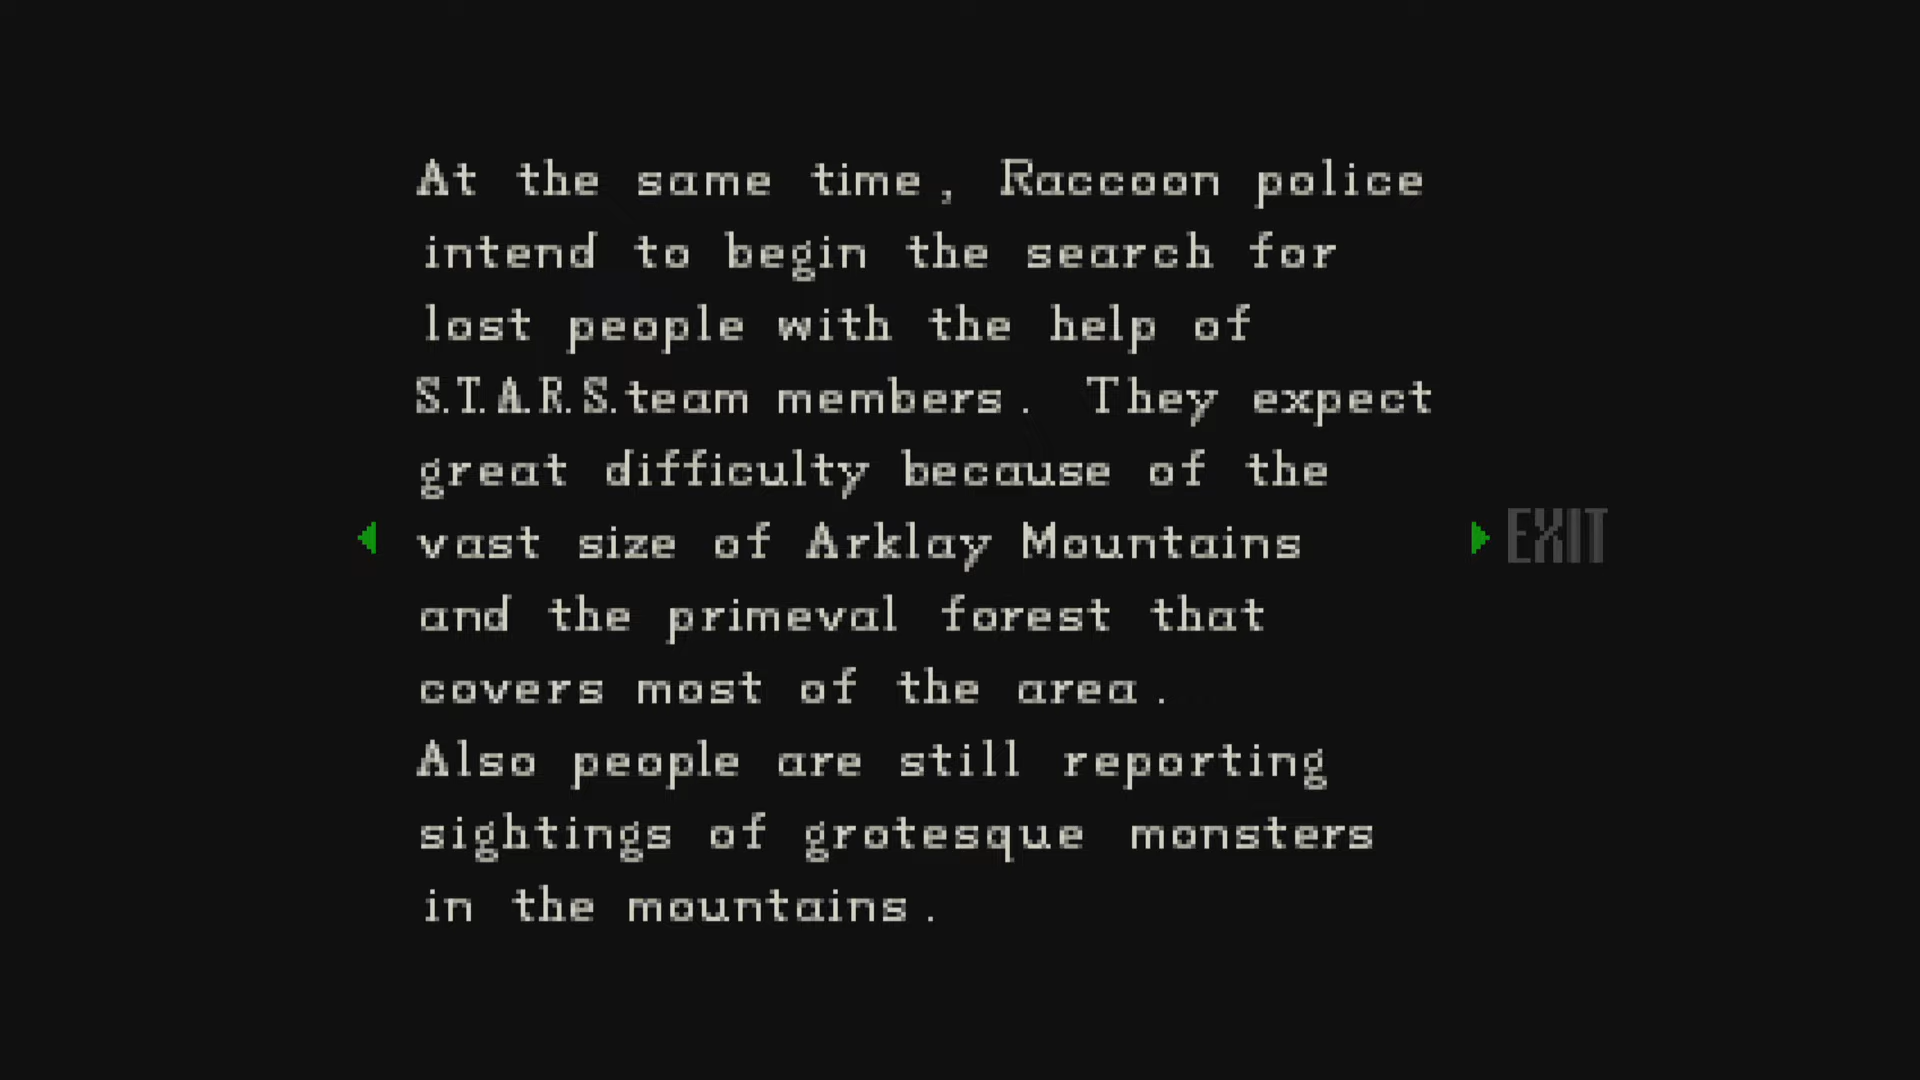 At the same time, Raccoon police
intend to begin the search for
lost people with the help of
S.T.A.R.S.team members. They expect
great difficulty because of the
vast size of Arklay Mountains
EXIT
and the primeval forest that
covers most of the area.
Also people are still reporting
sightings of grotesque monsters
in the mountains.